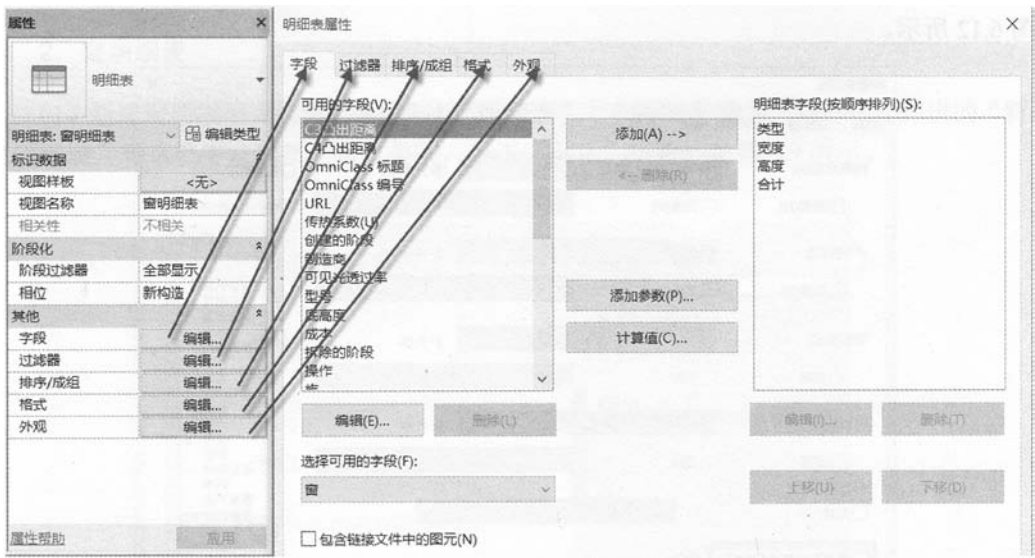 6.12 所示
属性
明细表
明细表: 窗明细表
编辑类型
标识数据
视图样板 <无>
视图名称 窗明细表
相关性 不相关
阶段化
阶段过滤器 全部显示
相位 新构造
其他
字段 编辑...
过滤器 编辑...
排序/成组 编辑...
格式 编辑...
外观 编辑...
属性帮助 应用
明细表属性
字段 过滤器 排序/成组 格式 外观
可用的字段(V):
C3凸出距离
C4凸出距离
OmniClass 标题
OmniClass 编号
URL
传热系数(U)
创建的阶段
制造商
可见光透过率
型号
底高度
成本
拆除的阶段
操作
添加(A) -->
<-- 删除(R)
添加参数(P)...
计算值(C)...
明细表字段(按顺序排列)(S):
类型
宽度
高度
合计
编辑(E)... 删除(L)
编辑(I)... 删除(T)
选择可用的字段(F):
窗
上移(U) 下移(D)
包含链接文件中的图元(N)